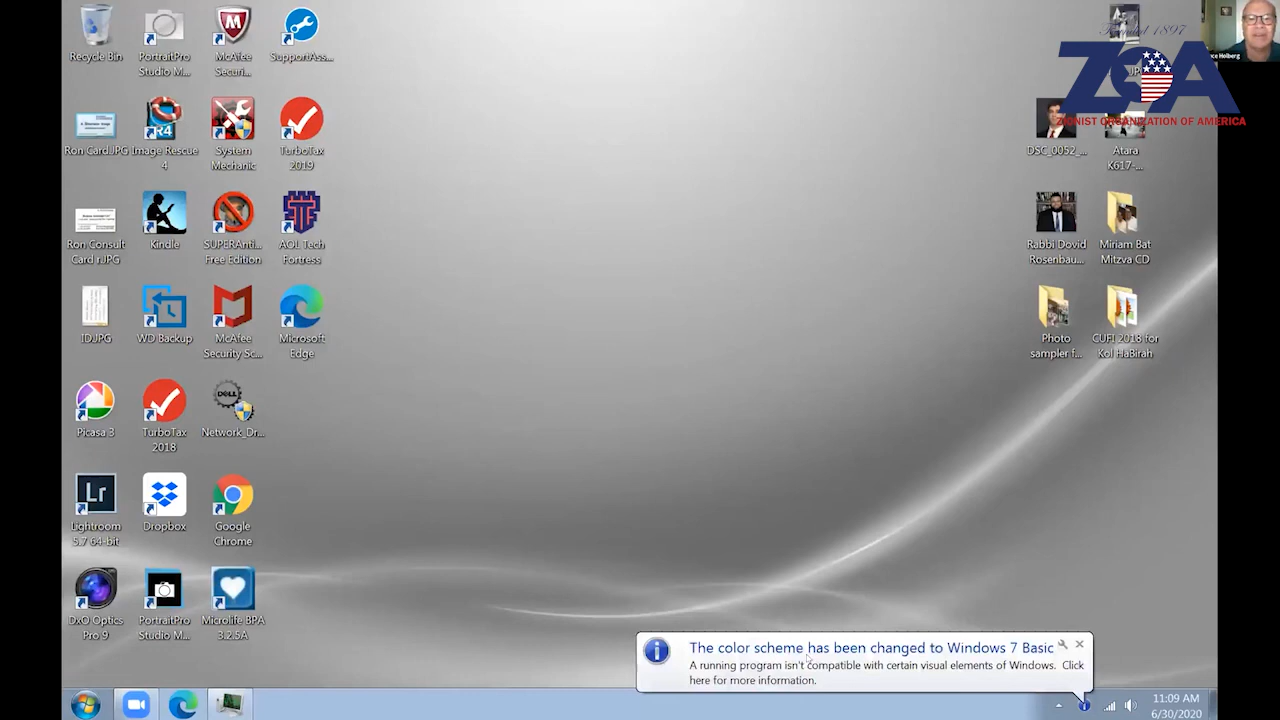 Recycle Bin
PortraitPro
Studio M...
McAfee
Securi...
SupportAss...
Ron Card.JPG
Image Rescue
4
System
Mechanic
TurboTax
2019
Ron Consult
Card r.JPG
Kindle
SUPERAnti...
Free Edition
AOL Tech
Fortress
ID.JPG
WD Backup
McAfee
Security Sc...
Microsoft
Edge
Picasa 3
TurboTax
2018
DELL
Network_Dr...
Lr
Lightroom
5.7 64-bit
Dropbox
Google
Chrome
DxO Optics
Pro 9
PortraitPro
Studio M...
Microlife BPA
3.2.5A
Founded 1897
ZOA
ZIONIST ORGANIZATION OF AMERICA
Holberg
DSC_0052_...
Atara
K617-...
Rabbi Dovid
Rosenbau...
Miriam Bat
Mitzva CD
Photo
sampler f...
CUFI 2018 for
Kol HaBirah
The color scheme has been changed to Windows 7 Basic
A running program isn't compatible with certain visual elements of Windows. Click
here for more information.
11:09 AM
6/30/2020